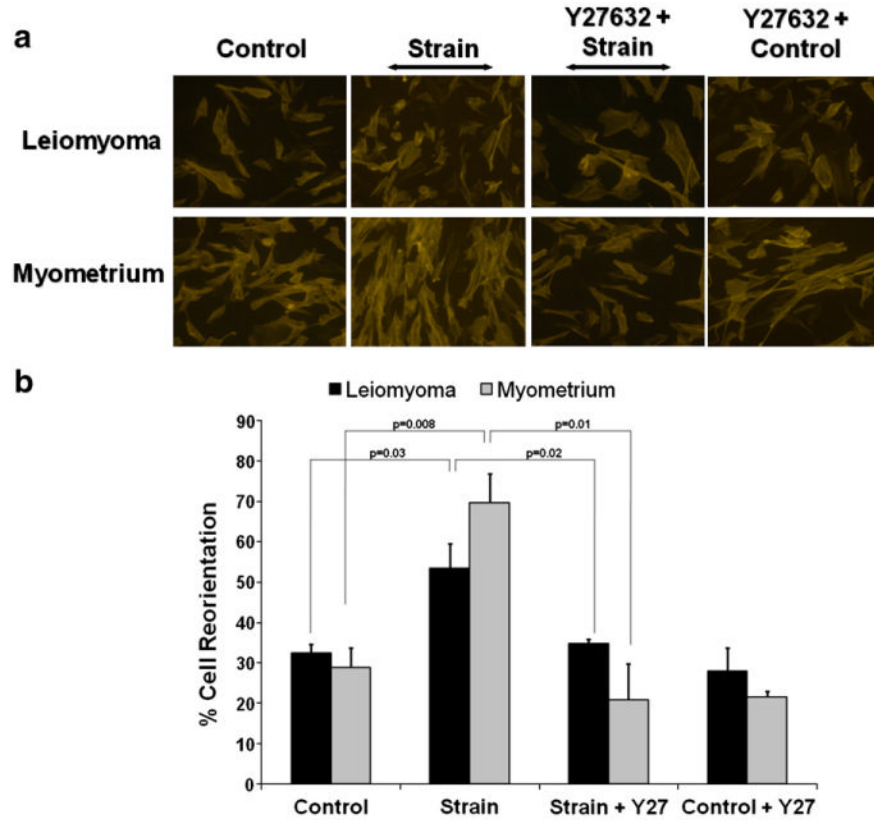 a
Control
Strain
Y27632 +
Strain
Y27632 +
Control
Leiomyoma
Myometrium
b
Leiomyoma Myometrium
% Cell Reorientation
90
80
70
60
50
40
30
20
10
0
p=0.008
p=0.01
p=0.03
p=0.02
Control
Strain
Strain + Y27
Control + Y27